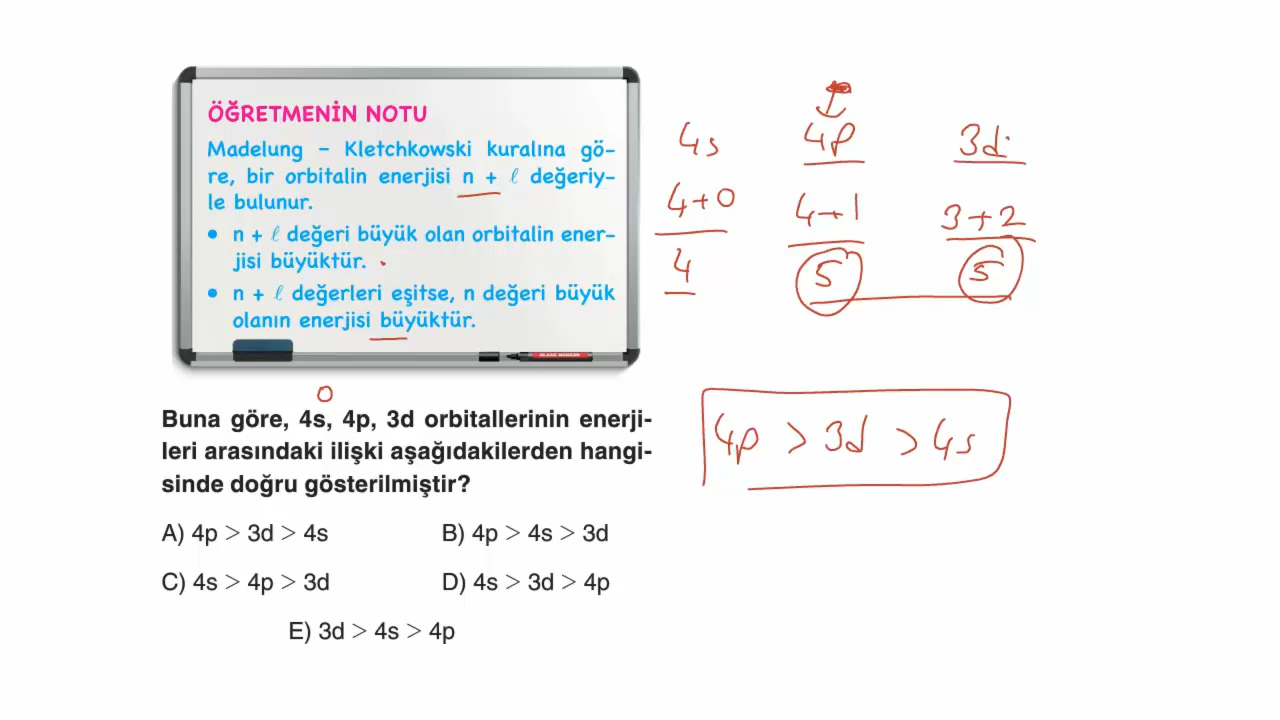 ÖĞRETMENİN NOTU
Madelung – Kletchkowski kuralına gö-
re, bir orbitalin enerjisi n + ℓ değeriy-
le bulunur.
• n + ℓ değeri büyük olan orbitalin ener-
jisi büyüktür.
• n + ℓ değerleri eşitse, n değeri büyük
olanın enerjisi büyüktür.
BOARD MARKER
4s 4p 3d
4+0 4+1 3+2
4 5 5
0
Buna göre, 4s, 4p, 3d orbitallerinin enerji-
leri arasındaki ilişki aşağıdakilerden hangi-
sinde doğru gösterilmiştir?
4p > 3d > 4s
A) 4p > 3d > 4s B) 4p > 4s > 3d
C) 4s > 4p > 3d D) 4s > 3d > 4p
E) 3d > 4s > 4p